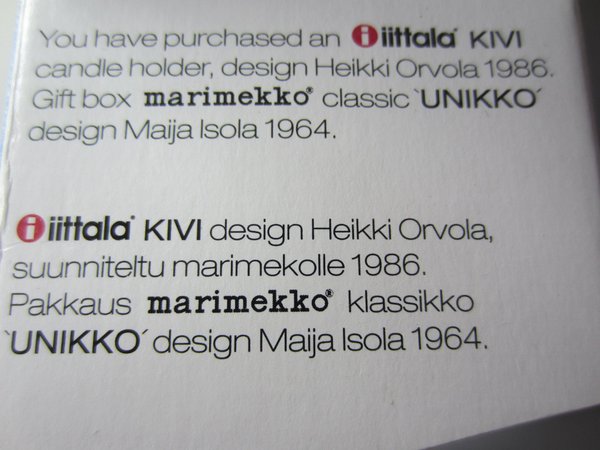 You have purchased an iittala® KIVI
candle holder, design Heikki Orvola 1986.
Gift box marimekko® classic `UNIKKO´
design Maija Isola 1964.
iittala® KIVI design Heikki Orvola,
suunniteltu marimekolle 1986.
Pakkaus marimekko® klassikko
`UNIKKO´ design Maija Isola 1964.